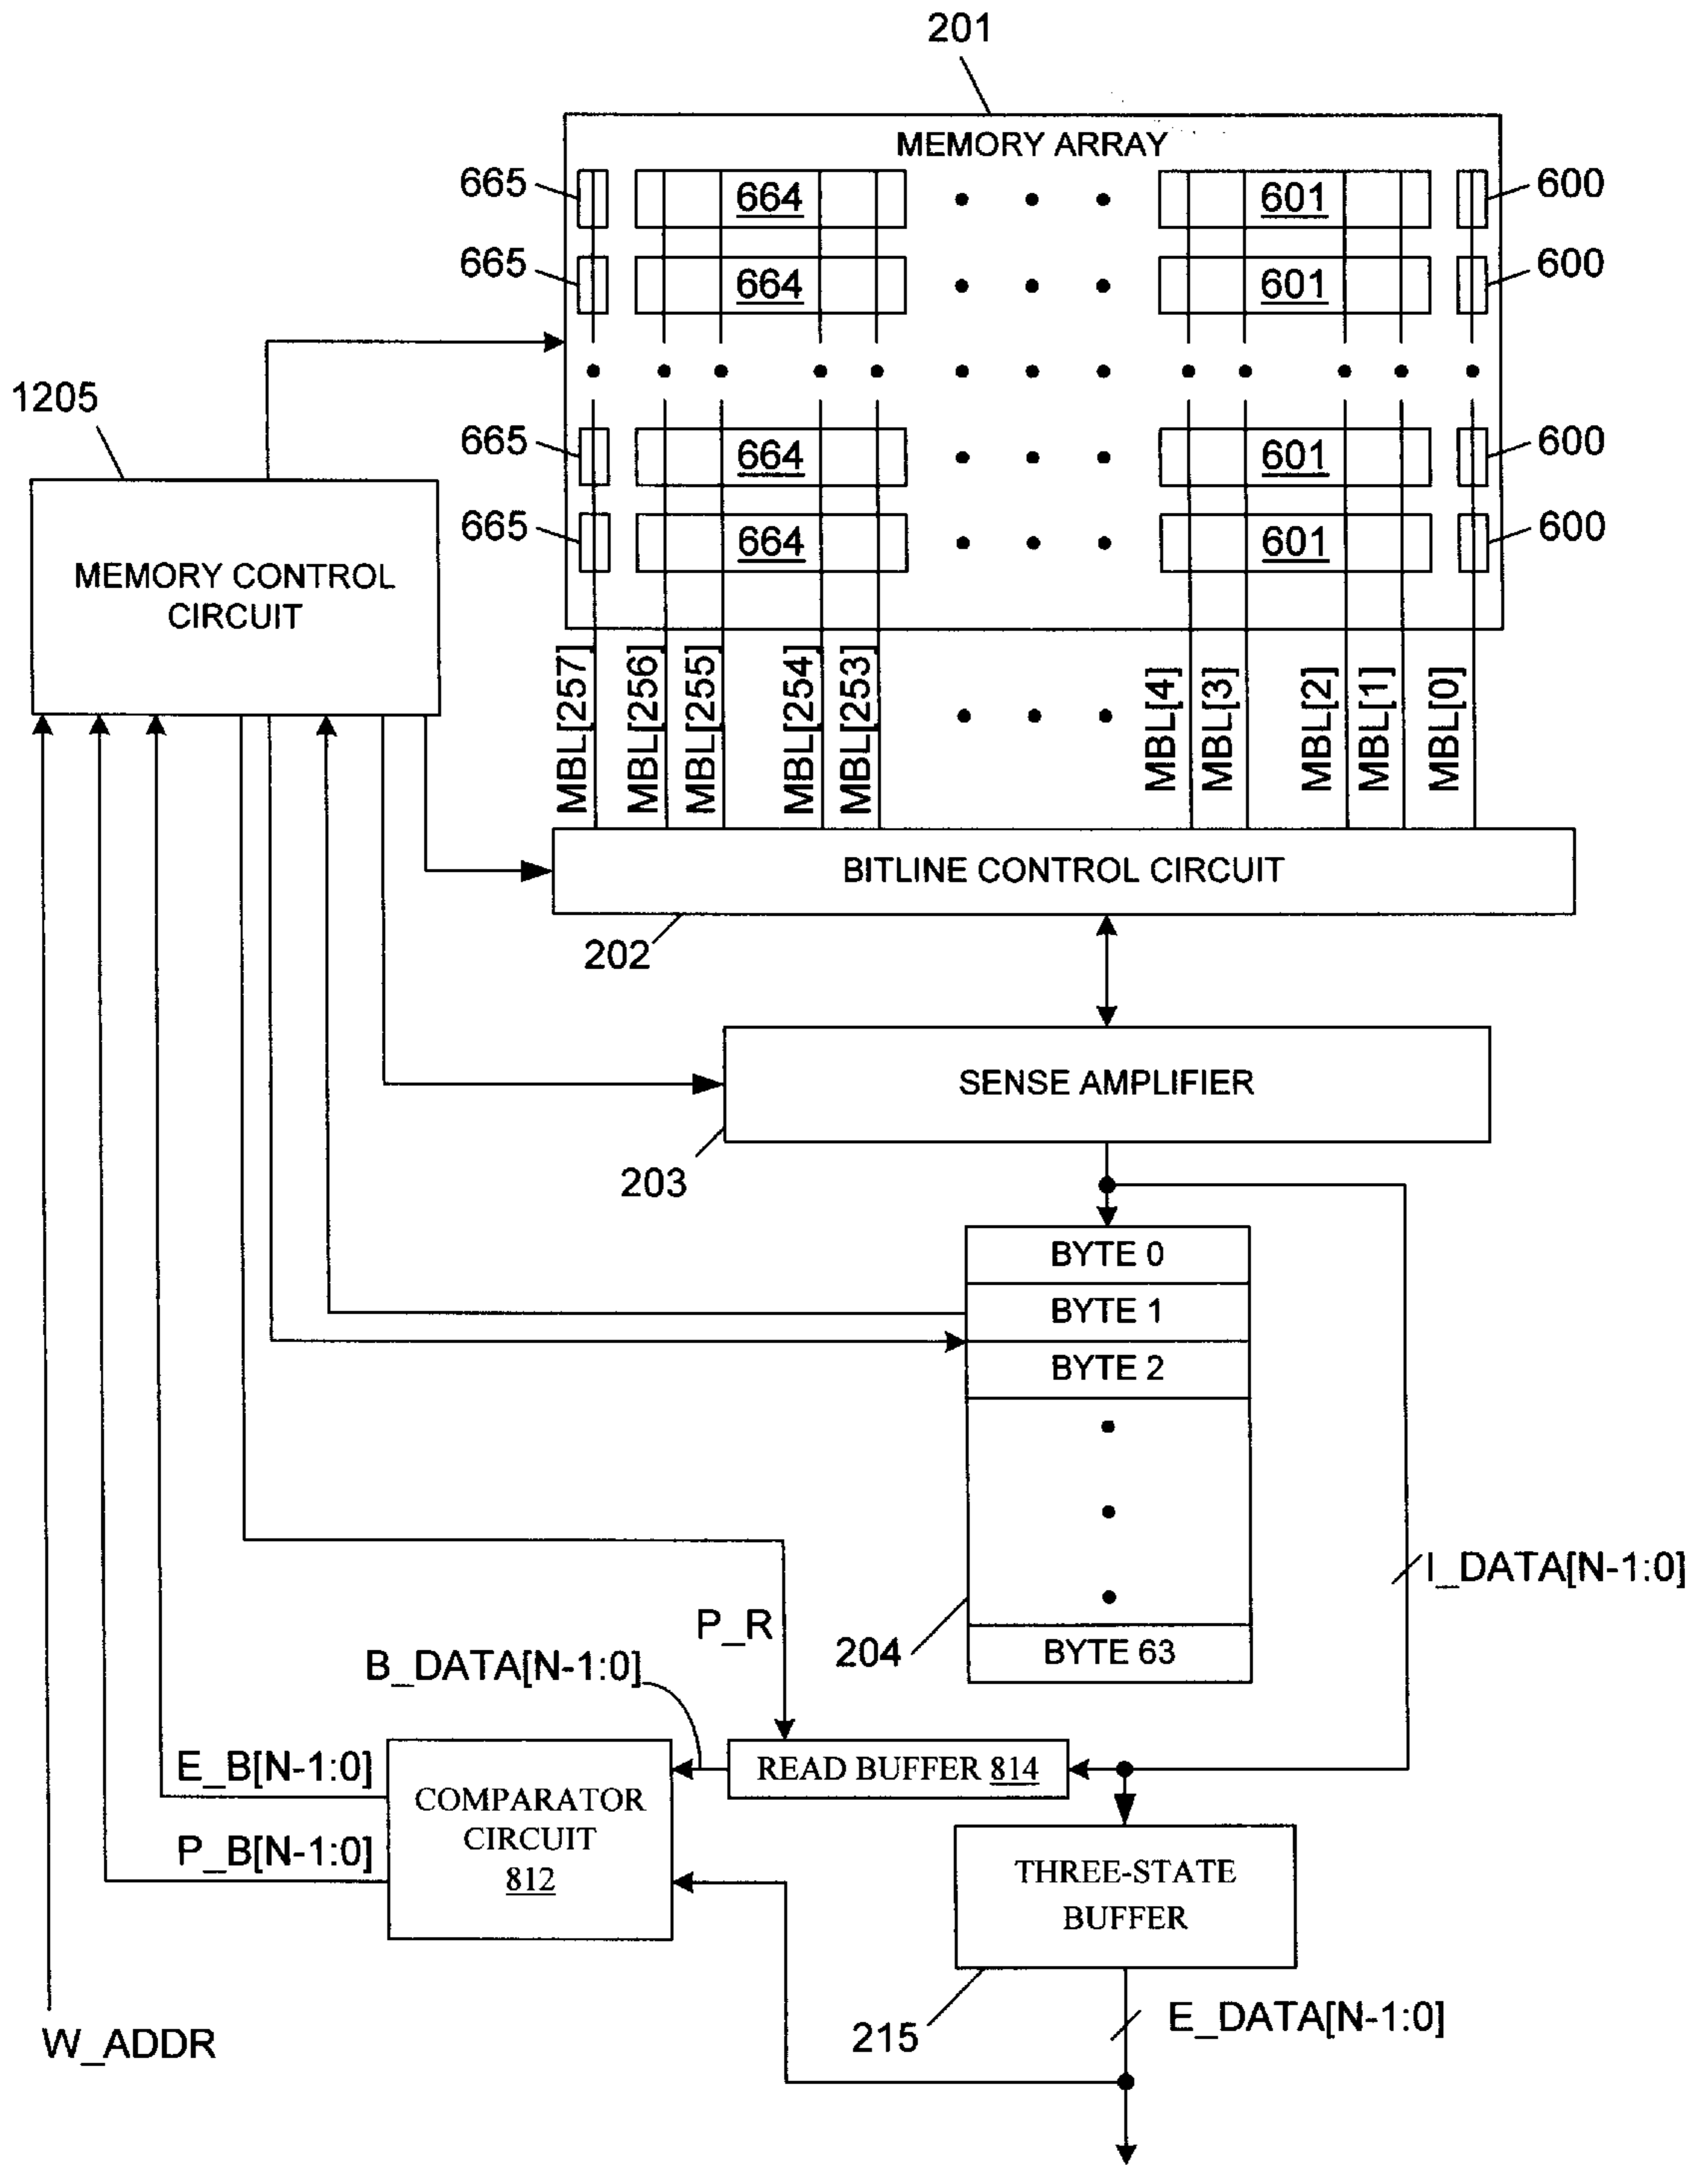 201
MEMORY ARRAY
665 664 601 600
665 664 601 600
1205
665 664 601 600
665 664 601 600
MEMORY CONTROL
CIRCUIT
MBL[257] MBL[256] MBL[255] MBL[254] MBL[253] MBL[4] MBL[3] MBL[2] MBL[1] MBL[0]
BITLINE CONTROL CIRCUIT
202
SENSE AMPLIFIER
203
BYTE 0
BYTE 1
BYTE 2
I_DATA[N-1:0]
P_R
204
BYTE 63
B_DATA[N-1:0]
E_B[N-1:0]
READ BUFFER 814
COMPARATOR
CIRCUIT
812
P_B[N-1:0]
THREE-STATE
BUFFER
215
E_DATA[N-1:0]
W_ADDR